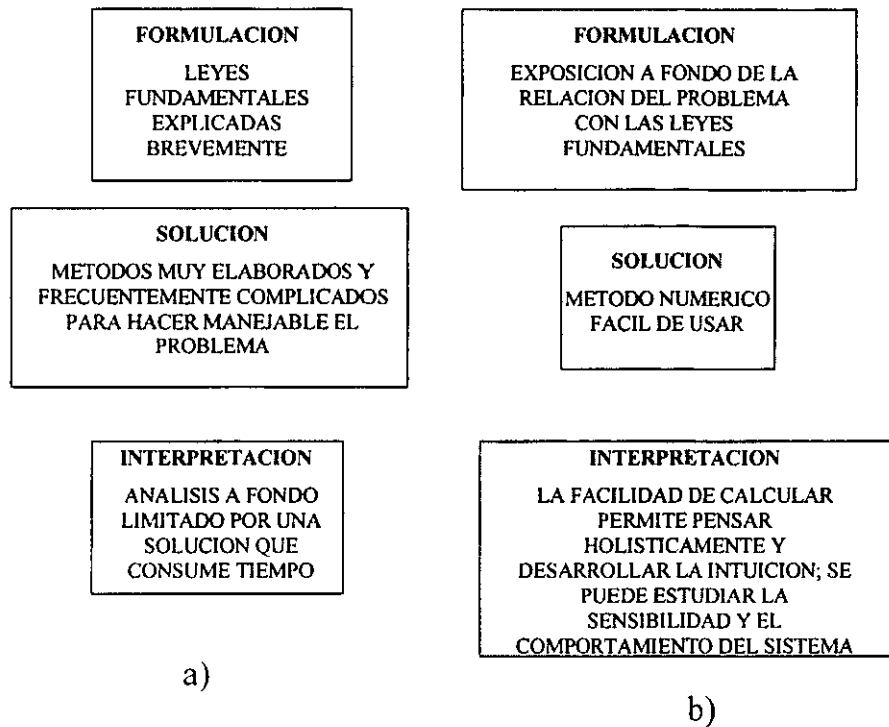 FORMULACION
LEYES
FUNDAMENTALES
EXPLICADAS
BREVEMENTE
SOLUCION
METODOS MUY ELABORADOS Y
FRECUENTEMENTE COMPLICADOS
PARA HACER MANEJABLE EL
PROBLEMA
INTERPRETACION
ANALISIS A FONDO
LIMITADO POR UNA
SOLUCION QUE
CONSUME TIEMPO
a)
FORMULACION
EXPOSICION A FONDO DE LA
RELACION DEL PROBLEMA
CON LAS LEYES
FUNDAMENTALES
SOLUCION
METODO NUMERICO
FACIL DE USAR
INTERPRETACION
LA FACILIDAD DE CALCULAR
PERMITE PENSAR
HOLISTICAMENTE Y
DESARROLLAR LA INTUICION; SE
PUEDE ESTUDIAR LA
SENSIBILIDAD Y EL
COMPORTAMIENTO DEL SISTEMA
b)